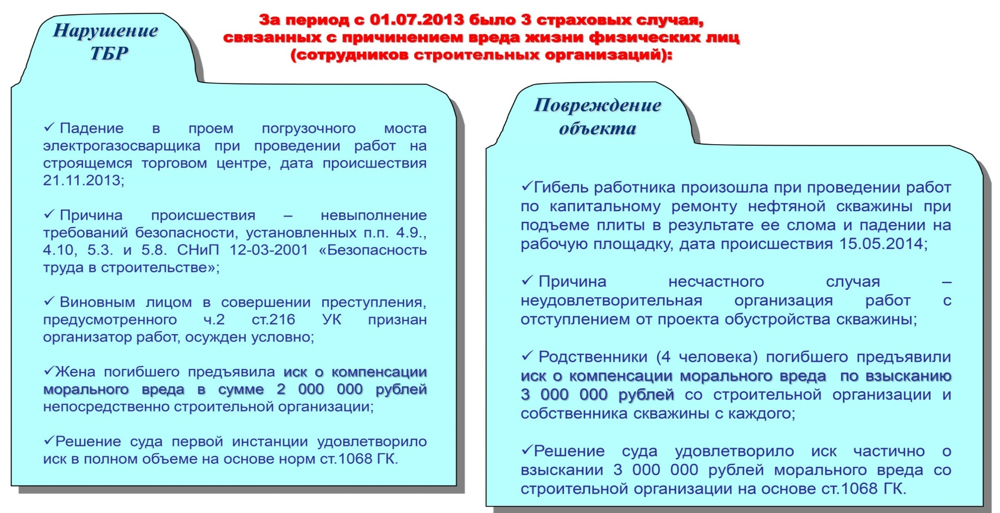 За период с 01.07.2013 было 3 страховых случая,
связанных с причинением вреда жизни физических лиц
(сотрудников строительных организаций):
Нарушение
ТБР
✓ Падение в проем погрузочного моста
электрогазосварщика при проведении работ на
строящемся торговом центре, дата происшествия
21.11.2013;
✓ Причина происшествия – невыполнение
требований безопасности, установленных п.п. 4.9.,
4.10, 5.3. и 5.8. СНиП 12-03-2001 «Безопасность
труда в строительстве»;
✓ Виновным лицом в совершении преступления,
предусмотренного ч.2 ст.216 УК признан
организатор работ, осужден условно;
✓Жена погибшего предъявила иск о компенсации
морального вреда в сумме 2 000 000 рублей
непосредственно строительной организации;
✓Решение суда первой инстанции удовлетворило
иск в полном объеме на основе норм ст.1068 ГК.
Повреждение
объекта
✓Гибель работника произошла при проведении работ
по капитальному ремонту нефтяной скважины при
подъеме плиты в результате ее слома и падении на
рабочую площадку, дата происшествия 15.05.2014;
✓ Причина несчастного случая –
неудовлетворительная организация работ с
отступлением от проекта обустройства скважины;
✓ Родственники (4 человека) погибшего предъявили
иск о компенсации морального вреда по взысканию
3 000 000 рублей со строительной организации и
собственника скважины с каждого;
✓Решение суда удовлетворило иск частично о
взыскании 3 000 000 рублей морального вреда со
строительной организации на основе ст.1068 ГК.